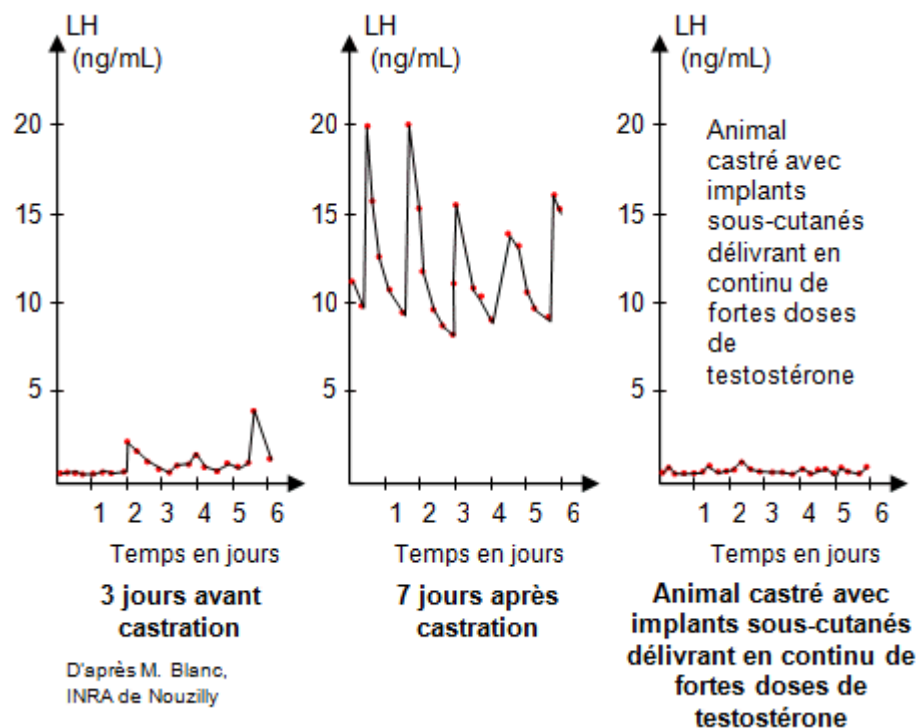 LH
(ng/mL)
20
15
10
5
1 2 3 4 5 6
Temps en jours
3 jours avant
castration
D'après M. Blanc,
INRA de Nouzilly
LH
(ng/mL)
20
15
10
5
1 2 3 4 5 6
Temps en jours
7 jours après
castration
LH
(ng/mL)
20
15
10
5
Animal
castré avec
implants
sous-cutanés
délivrant en
continu de
fortes doses
de
testostérone
1 2 3 4 5 6
Temps en jours
Animal castré avec
implants sous-cutanés
délivrant en continu de
fortes doses de
testostérone